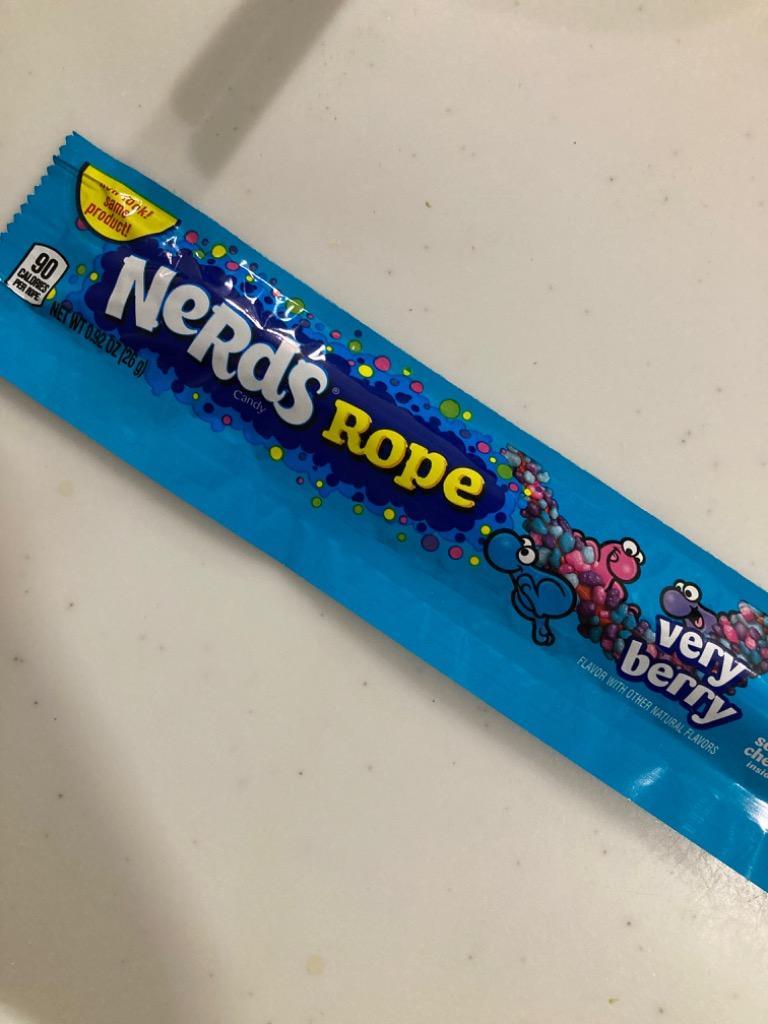 look!
same
product!
90
CALORIES
PER ROPE
NET WT 0.92 OZ (26 g)
NeRds®
Candy
Rope
very
berry
FLAVOR WITH OTHER NATURAL FLAVORS